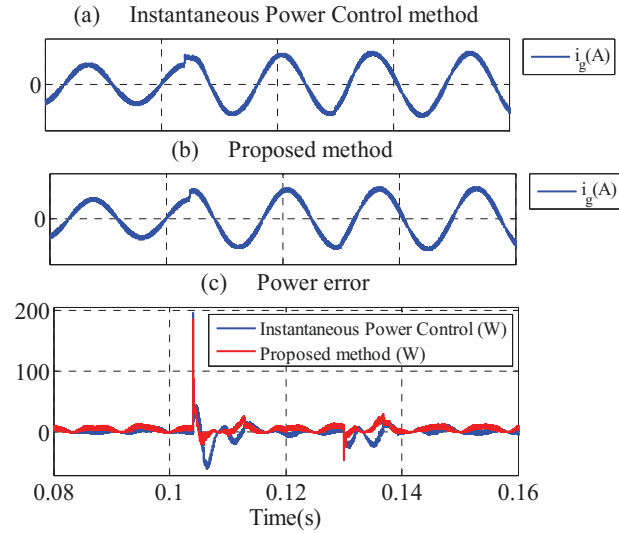 (a) Instantaneous Power Control method
0
i_g(A)
(b) Proposed method
0
i_g(A)
(c) Power error
200
100
0
Instantaneous Power Control (W)
Proposed method (W)
0.08 0.1 0.12 0.14 0.16
Time(s)